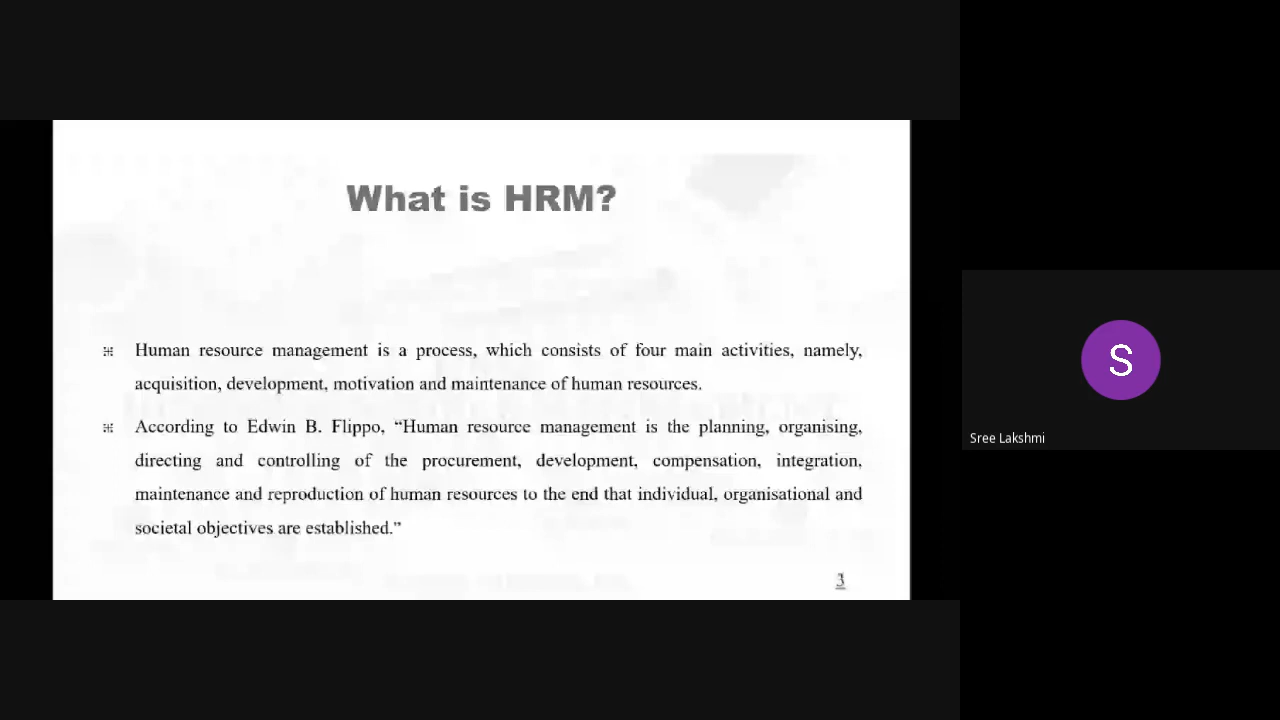 What is HRM?
Human resource management is a process, which consists of four main activities, namely,
acquisition, development, motivation and maintenance of human resources.
According to Edwin B. Flippo, “Human resource management is the planning, organising,
directing and controlling of the procurement, development, compensation, integration,
maintenance and reproduction of human resources to the end that individual, organisational and
societal objectives are established.”
3
S
Sree Lakshmi